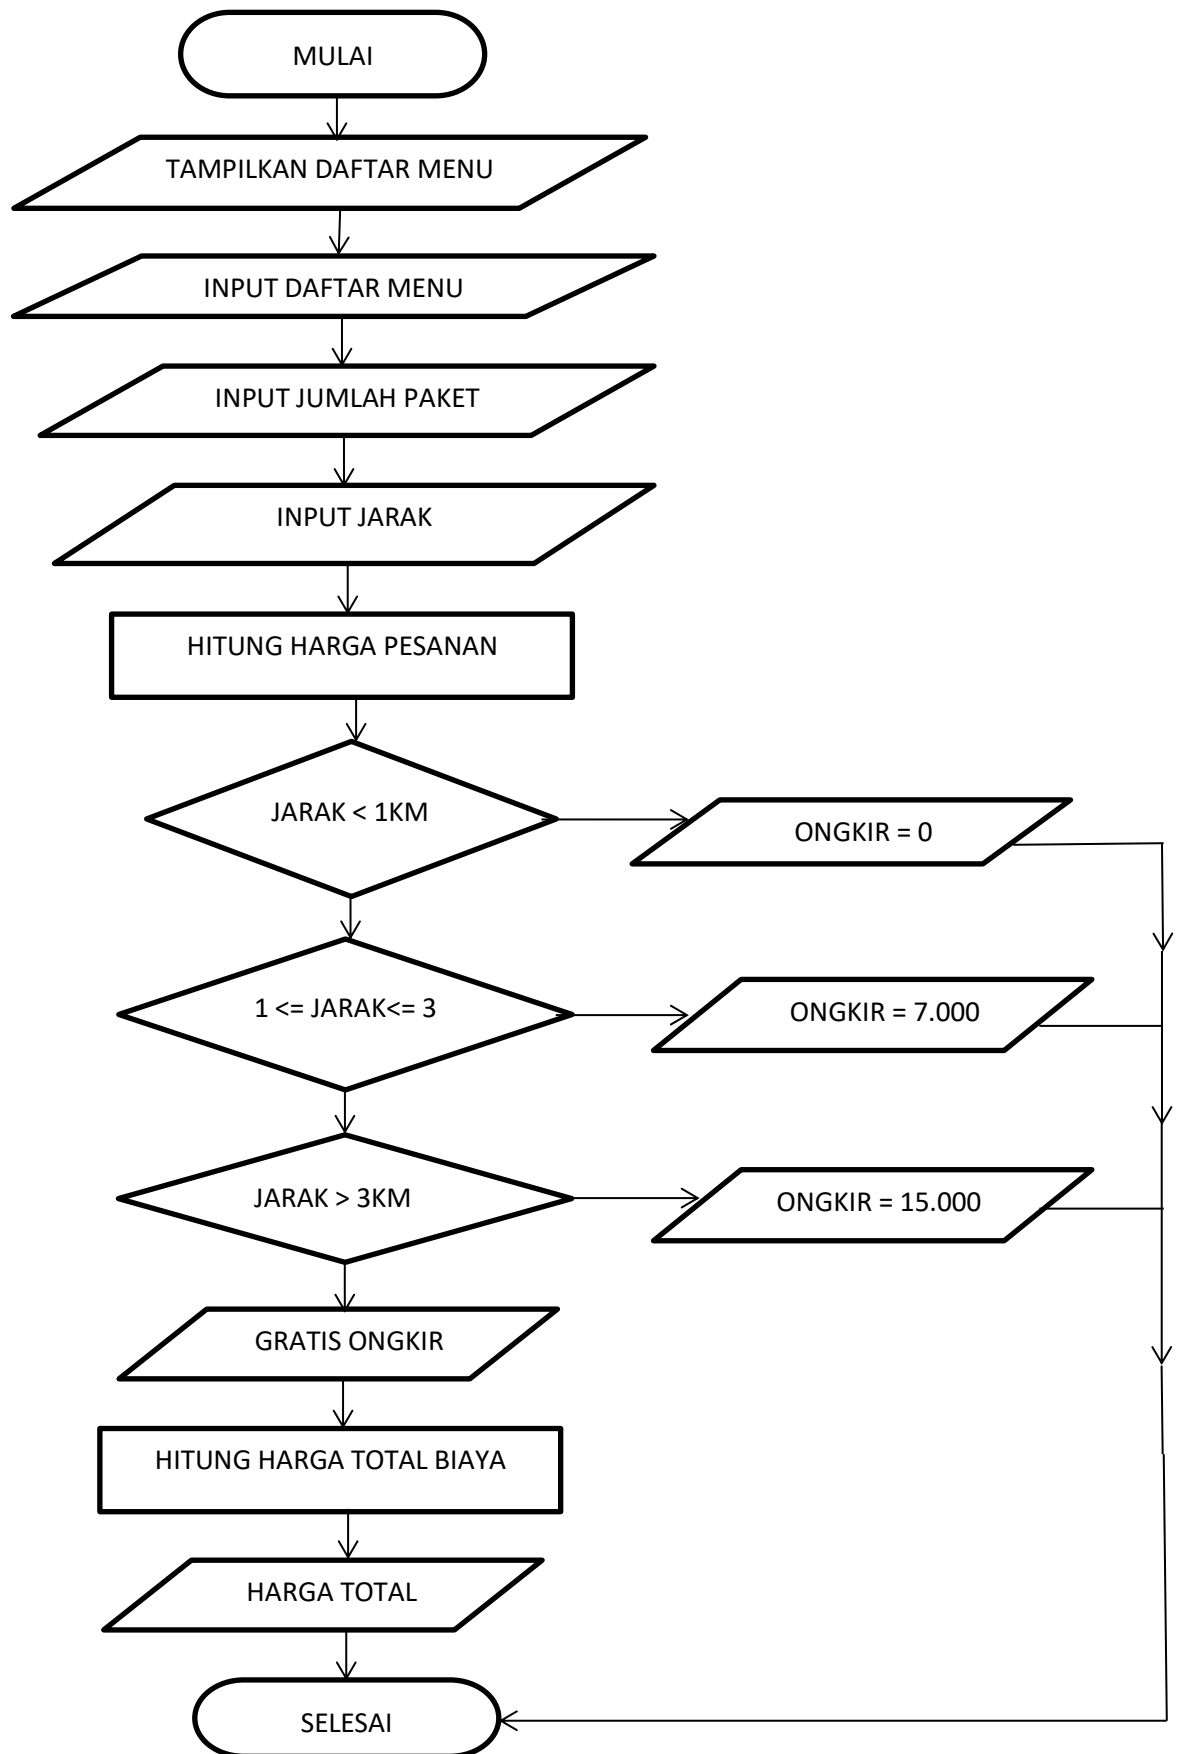 MULAI
TAMPILKAN DAFTAR MENU
INPUT DAFTAR MENU
INPUT JUMLAH PAKET
INPUT JARAK
HITUNG HARGA PESANAN
JARAK < 1KM
ONGKIR = 0
1 <= JARAK<= 3
ONGKIR = 7.000
JARAK > 3KM
ONGKIR = 15.000
GRATIS ONGKIR
HITUNG HARGA TOTAL BIAYA
HARGA TOTAL
SELESAI